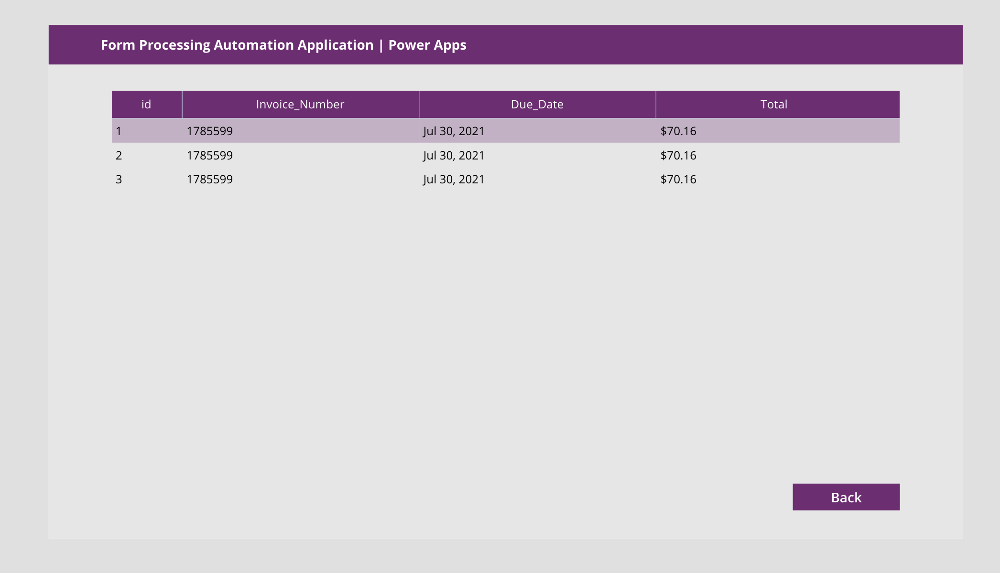 Form Processing Automation Application | Power Apps
id Invoice_Number Due_Date Total
1 1785599 Jul 30, 2021 $70.16
2 1785599 Jul 30, 2021 $70.16
3 1785599 Jul 30, 2021 $70.16
Back